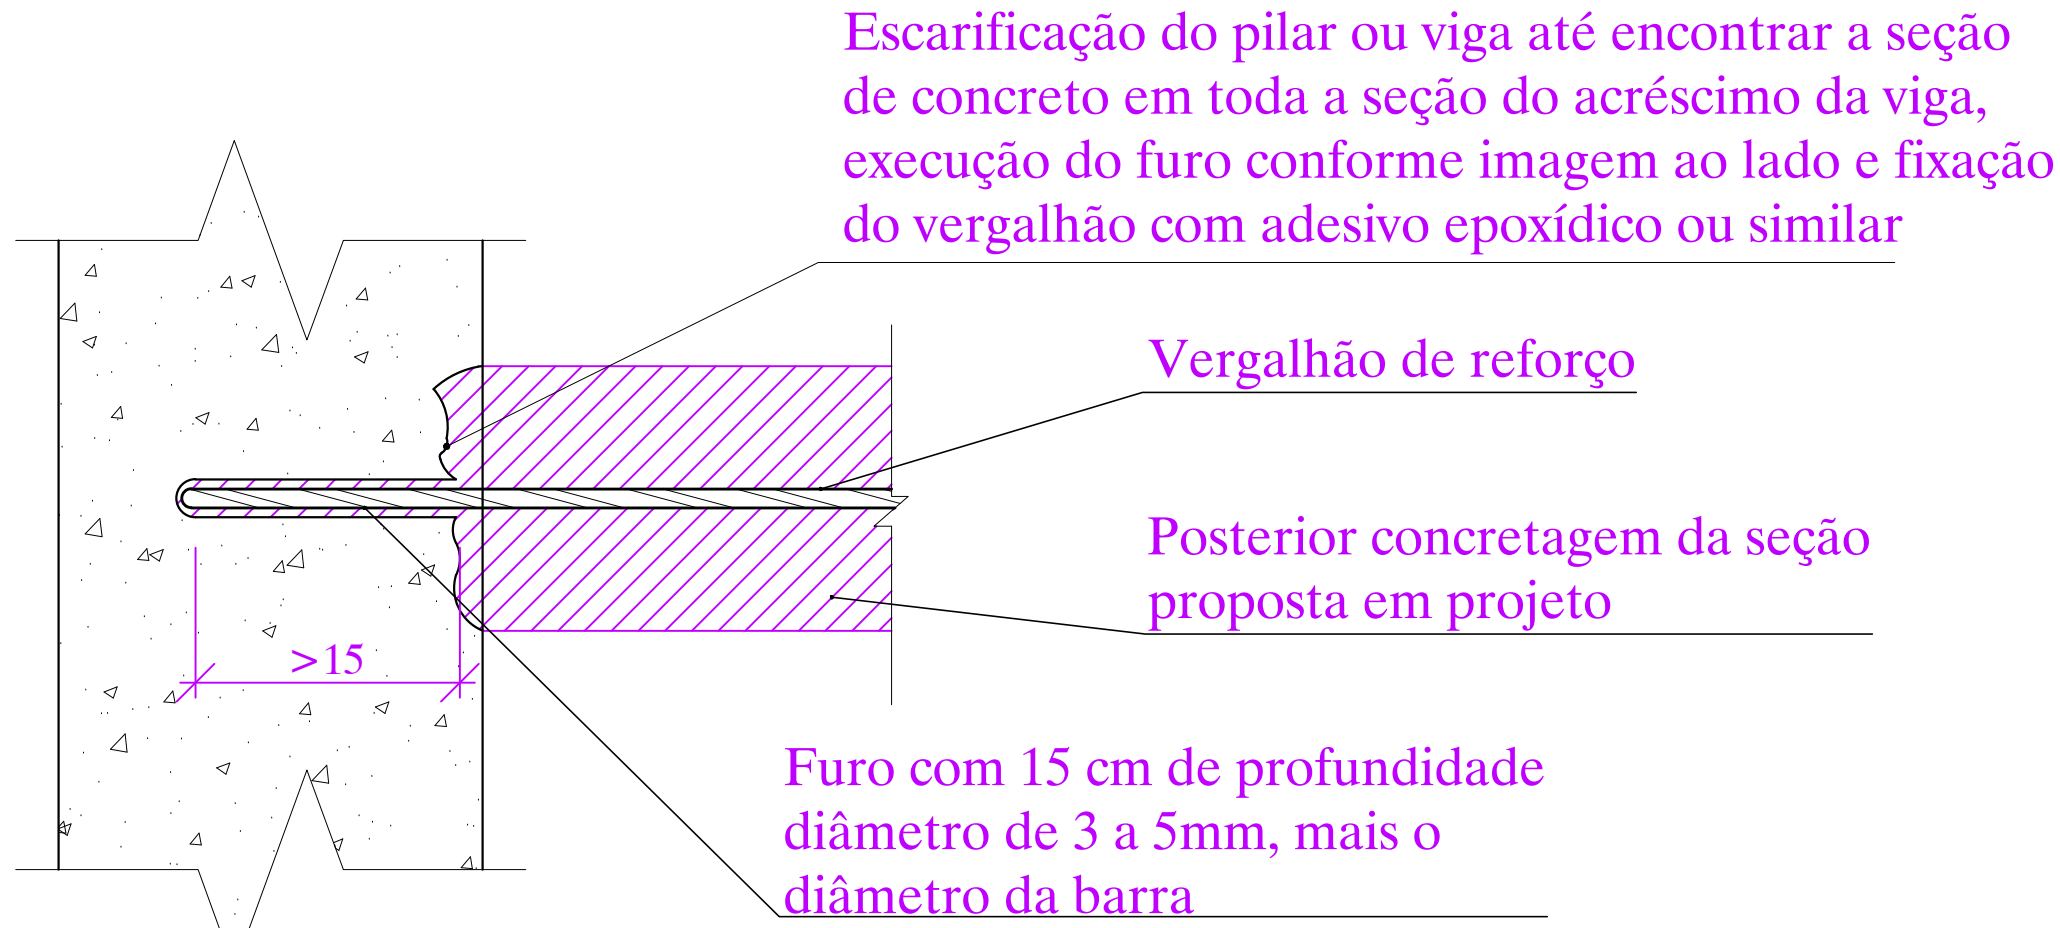 Escarificação do pilar ou viga até encontrar a seção
de concreto em toda a seção do acréscimo da viga,
execução do furo conforme imagem ao lado e fixação
do vergalhão com adesivo epoxídico ou similar
Vergalhão de reforço
Posterior concretagem da seção
proposta em projeto
>15
Furo com 15 cm de profundidade
diâmetro de 3 a 5mm, mais o
diâmetro da barra